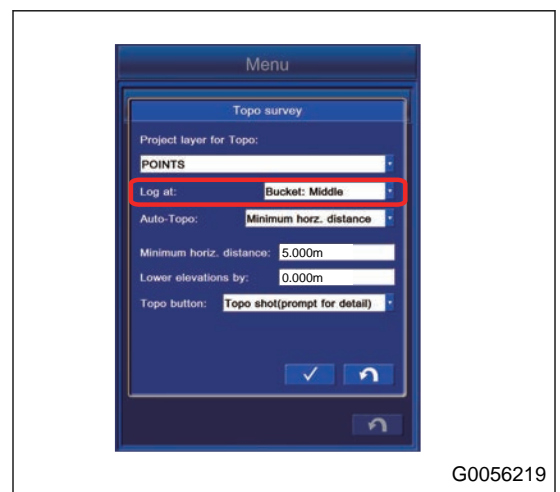 Menu
Topo survey
Project layer for Topo:
POINTS
Log at: Bucket: Middle
Auto-Topo: Minimum horz. distance
Minimum horiz. distance: 5.000m
Lower elevations by: 0.000m
Topo button: Topo shot(prompt for detail)
G0056219